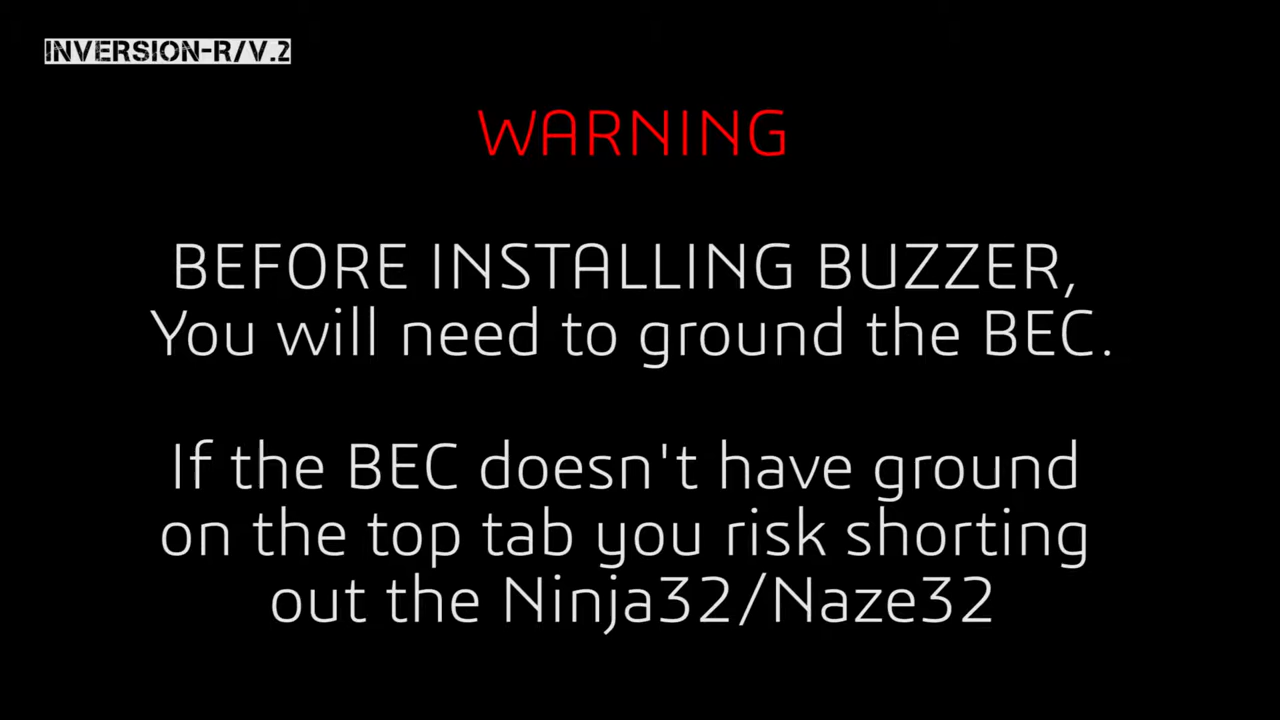 INVERSION-R/V.2
WARNING
BEFORE INSTALLING BUZZER,
You will need to ground the BEC.
If the BEC doesn't have ground
on the top tab you risk shorting
out the Ninja32/Naze32